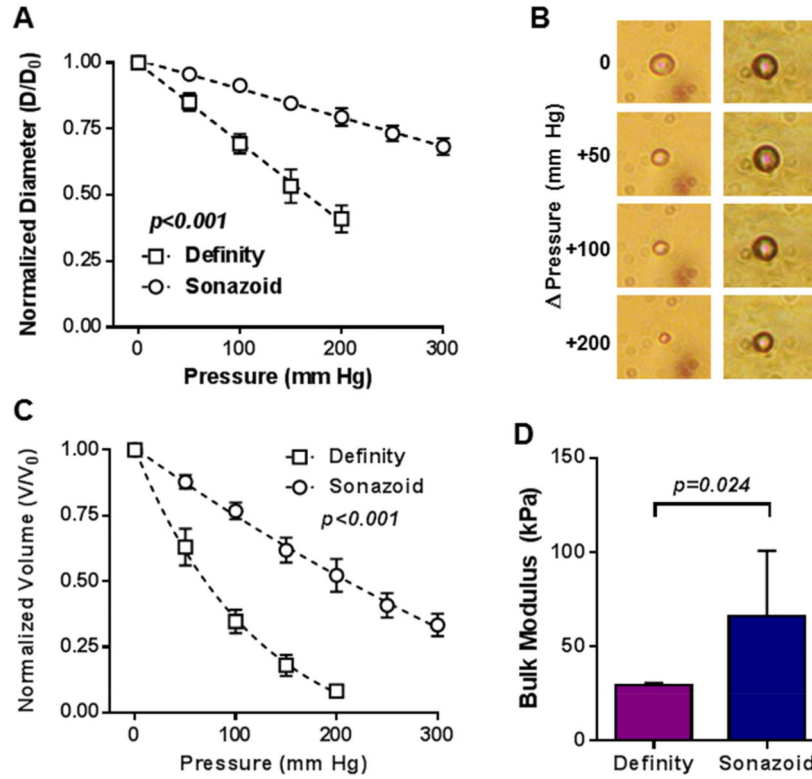 A
Normalized Diameter (D/D₀)
1.00
0.75
0.50
0.25
0.00
p<0.001
Definity
Sonazoid
0
100
200
300
Pressure (mm Hg)
B
Δ Pressure (mm Hg)
0
+50
+100
+200
C
Normalized Volume (V/V₀)
1.00
0.75
0.50
0.25
0.00
Definity
Sonazoid
p<0.001
0
100
200
300
Pressure (mm Hg)
D
Bulk Modulus (kPa)
150
100
50
0
p=0.024
Definity
Sonazoid